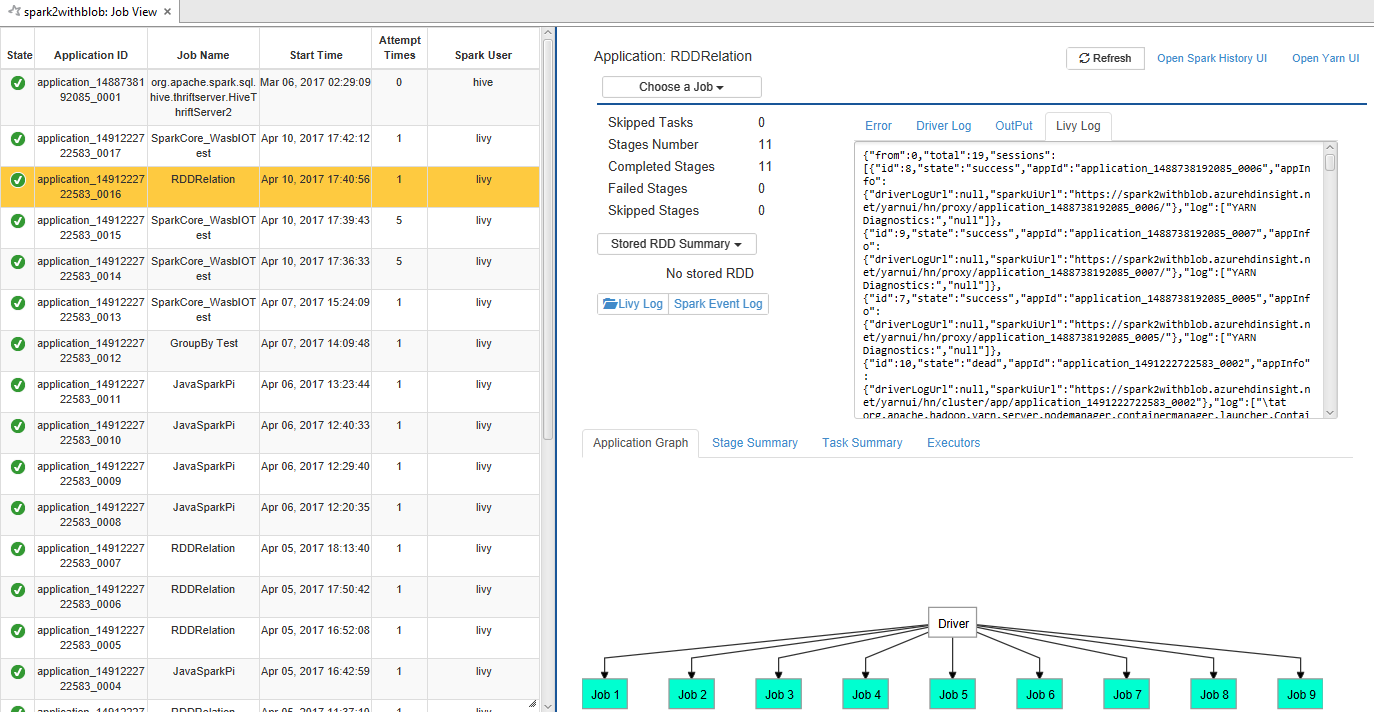 spark2withblob: Job View
State Application ID Job Name Start Time Attempt Times Spark User
application_1488738192085_0001 org.apache.spark.sql.hive.thriftserver.HiveThriftServer2 Mar 06, 2017 02:29:09 0 hive
application_1491222722583_0017 SparkCore_WasbIOTest Apr 10, 2017 17:42:12 1 livy
application_1491222722583_0016 RDDRelation Apr 10, 2017 17:40:56 1 livy
application_1491222722583_0015 SparkCore_WasbIOTest Apr 10, 2017 17:39:43 5 livy
application_1491222722583_0014 SparkCore_WasbIOTest Apr 10, 2017 17:36:33 5 livy
application_1491222722583_0013 SparkCore_WasbIOTest Apr 07, 2017 15:24:09 1 livy
application_1491222722583_0012 GroupBy Test Apr 07, 2017 14:09:48 1 livy
application_1491222722583_0011 JavaSparkPi Apr 06, 2017 13:23:44 1 livy
application_1491222722583_0010 JavaSparkPi Apr 06, 2017 12:40:33 1 livy
application_1491222722583_0009 JavaSparkPi Apr 06, 2017 12:29:40 1 livy
application_1491222722583_0008 JavaSparkPi Apr 06, 2017 12:20:35 1 livy
application_1491222722583_0007 RDDRelation Apr 05, 2017 18:13:40 1 livy
application_1491222722583_0006 RDDRelation Apr 05, 2017 17:50:42 1 livy
application_1491222722583_0005 RDDRelation Apr 05, 2017 16:52:08 1 livy
application_1491222722583_0004 JavaSparkPi Apr 05, 2017 16:42:59 1 livy
application_14912227 RDDRelation Apr 05, 2017 11:37:10 1 livy
Application: RDDRelation
Refresh Open Spark History UI Open Yarn UI
Choose a Job
Skipped Tasks 0
Stages Number 11
Completed Stages 11
Failed Stages 0
Skipped Stages 0
Stored RDD Summary
No stored RDD
Livy Log Spark Event Log
Error Driver Log OutPut Livy Log
{"from":0,"total":19,"sessions":
[{"id":8,"state":"success","appId":"application_1488738192085_0006","appIn
fo":
{"driverLogUrl":null,"sparkUiUrl":"https://spark2withblob.azurehdinsight.n
et/yarnui/hn/proxy/application_1488738192085_0006/"},"log":["YARN
Diagnostics:","null"]},
{"id":9,"state":"success","appId":"application_1488738192085_0007","appInf
o":
{"driverLogUrl":null,"sparkUiUrl":"https://spark2withblob.azurehdinsight.n
et/yarnui/hn/proxy/application_1488738192085_0007/"},"log":["YARN
Diagnostics:","null"]},
{"id":7,"state":"success","appId":"application_1488738192085_0005","appInf
o":
{"driverLogUrl":null,"sparkUiUrl":"https://spark2withblob.azurehdinsight.n
et/yarnui/hn/proxy/application_1488738192085_0005/"},"log":["YARN
Diagnostics:","null"]},
{"id":10,"state":"dead","appId":"application_1491222722583_0002","appInfo"
:
{"driverLogUrl":null,"sparkUiUrl":"https://spark2withblob.azurehdinsight.n
et/yarnui/hn/cluster/app/application_1491222722583_0002"},"log":["\tat
org.apache.hadoop.yarn.server.nodemanager.containermanager.launcher.Contai
Application Graph Stage Summary Task Summary Executors
Driver
Job 1 Job 2 Job 3 Job 4 Job 5 Job 6 Job 7 Job 8 Job 9